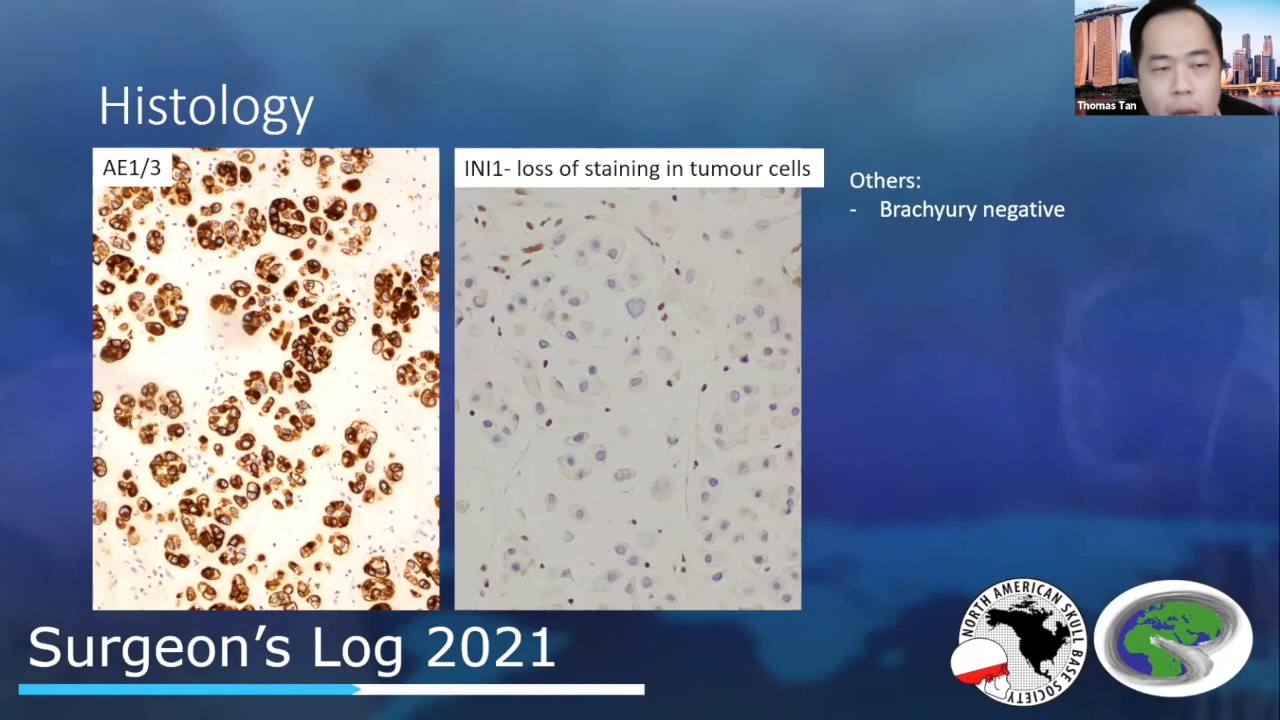 Thomas Tan
Histology
AE1/3
INI1- loss of staining in tumour cells
Others:
- Brachyury negative
Surgeon’s Log 2021
NORTH AMERICAN SKULL BASE SOCIETY